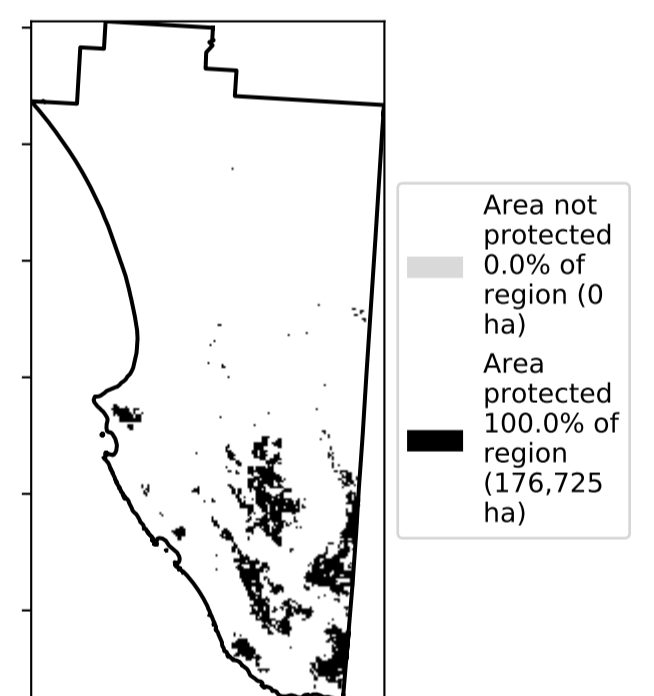 Area not
protected
0.0% of
region (0
ha)
Area
protected
100.0% of
region
(176,725
ha)